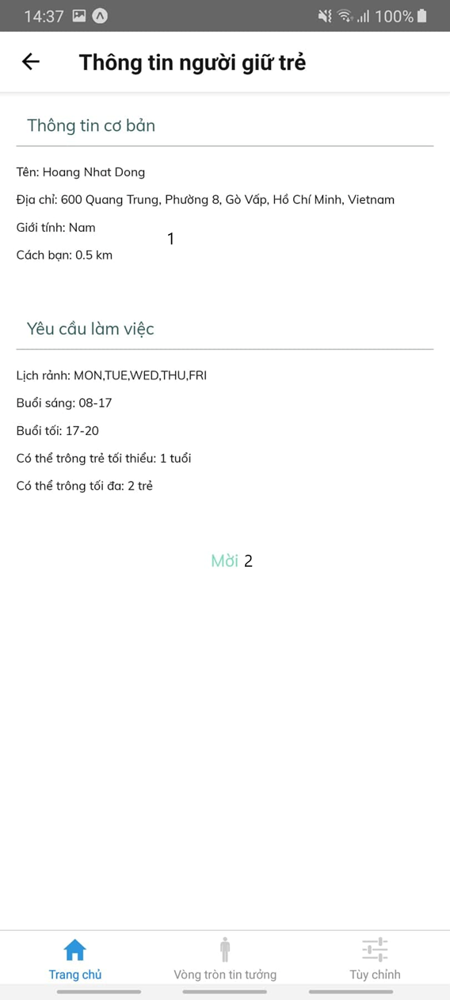 14:37 100%
Thông tin người giữ trẻ
Thông tin cơ bản
Tên: Hoang Nhat Dong
Địa chỉ: 600 Quang Trung, Phường 8, Gò Vấp, Hồ Chí Minh, Vietnam
Giới tính: Nam
1
Cách bạn: 0.5 km
Yêu cầu làm việc
Lịch rảnh: MON,TUE,WED,THU,FRI
Buổi sáng: 08-17
Buổi tối: 17-20
Có thể trông trẻ tối thiểu: 1 tuổi
Có thể trông tối đa: 2 trẻ
Mời 2
Trang chủ Vòng tròn tin tưởng Tùy chỉnh